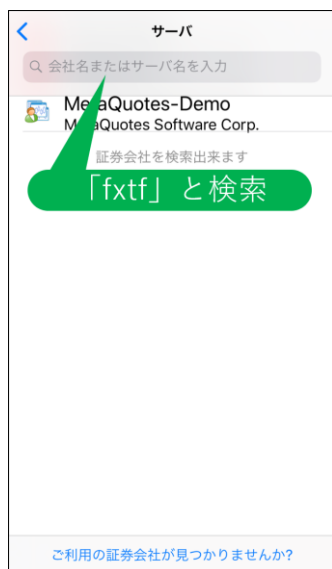 サーバ
会社名またはサーバ名を入力
MetaQuotes-Demo
MetaQuotes Software Corp.
証券会社を検索出来ます
「fxtf」と検索
ご利用の証券会社が見つかりませんか?